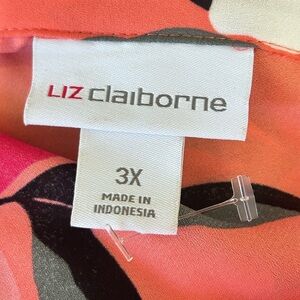 LIZ claiborne
3X
MADE IN
INDONESIA